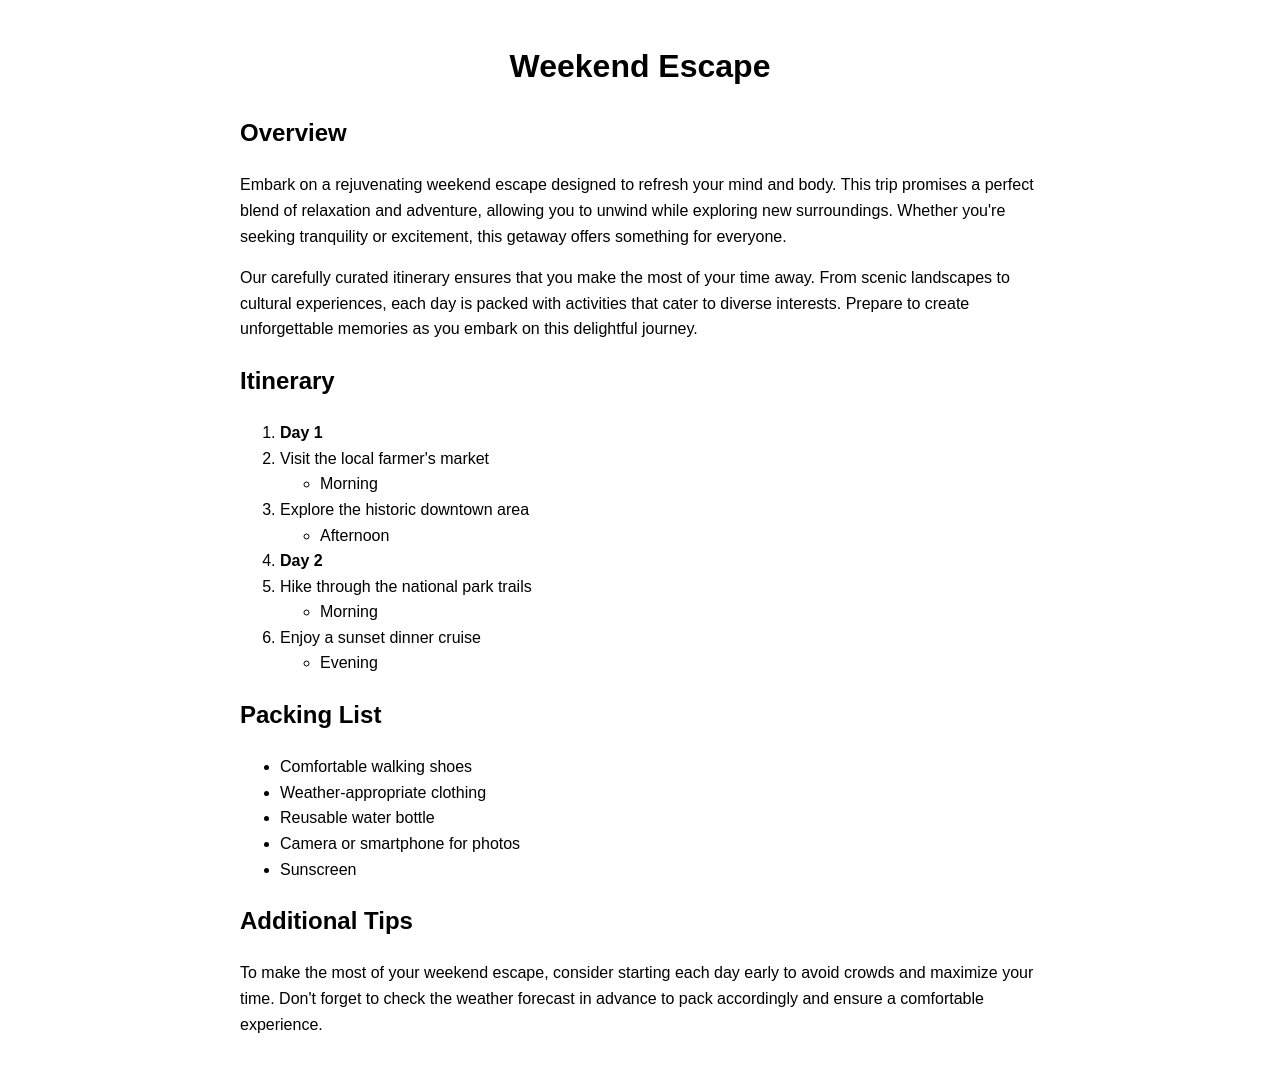 Weekend Escape
Overview
Embark on a rejuvenating weekend escape designed to refresh your mind and body. This trip promises a perfect
blend of relaxation and adventure, allowing you to unwind while exploring new surroundings. Whether you're
seeking tranquility or excitement, this getaway offers something for everyone.
Our carefully curated itinerary ensures that you make the most of your time away. From scenic landscapes to
cultural experiences, each day is packed with activities that cater to diverse interests. Prepare to create
unforgettable memories as you embark on this delightful journey.
Itinerary
1. Day 1
2. Visit the local farmer's market
◦ Morning
3. Explore the historic downtown area
◦ Afternoon
4. Day 2
5. Hike through the national park trails
◦ Morning
6. Enjoy a sunset dinner cruise
◦ Evening
Packing List
• Comfortable walking shoes
• Weather-appropriate clothing
• Reusable water bottle
• Camera or smartphone for photos
• Sunscreen
Additional Tips
To make the most of your weekend escape, consider starting each day early to avoid crowds and maximize your
time. Don't forget to check the weather forecast in advance to pack accordingly and ensure a comfortable
experience.